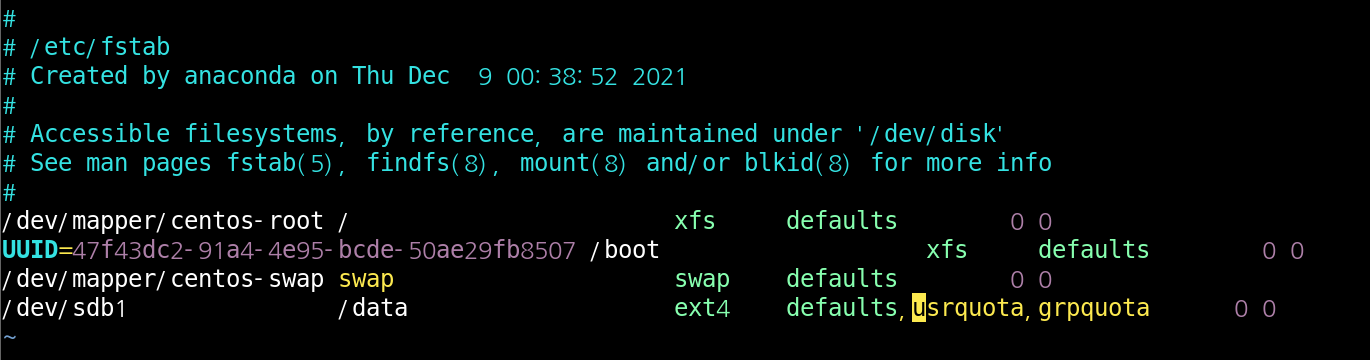 #
# /etc/fstab
# Created by anaconda on Thu Dec  9 00:38:52 2021
#
# Accessible filesystems, by reference, are maintained under '/dev/disk'
# See man pages fstab(5), findfs(8), mount(8) and/or blkid(8) for more info
#
/dev/mapper/centos-root /                       xfs     defaults        0 0
UUID=47f43dc2-91a4-4e95-bcde-50ae29fb8507 /boot                   xfs     defaults        0 0
/dev/mapper/centos-swap swap                    swap    defaults        0 0
/dev/sdb1               /data                   ext4    defaults,usrquota,grpquota      0 0
~